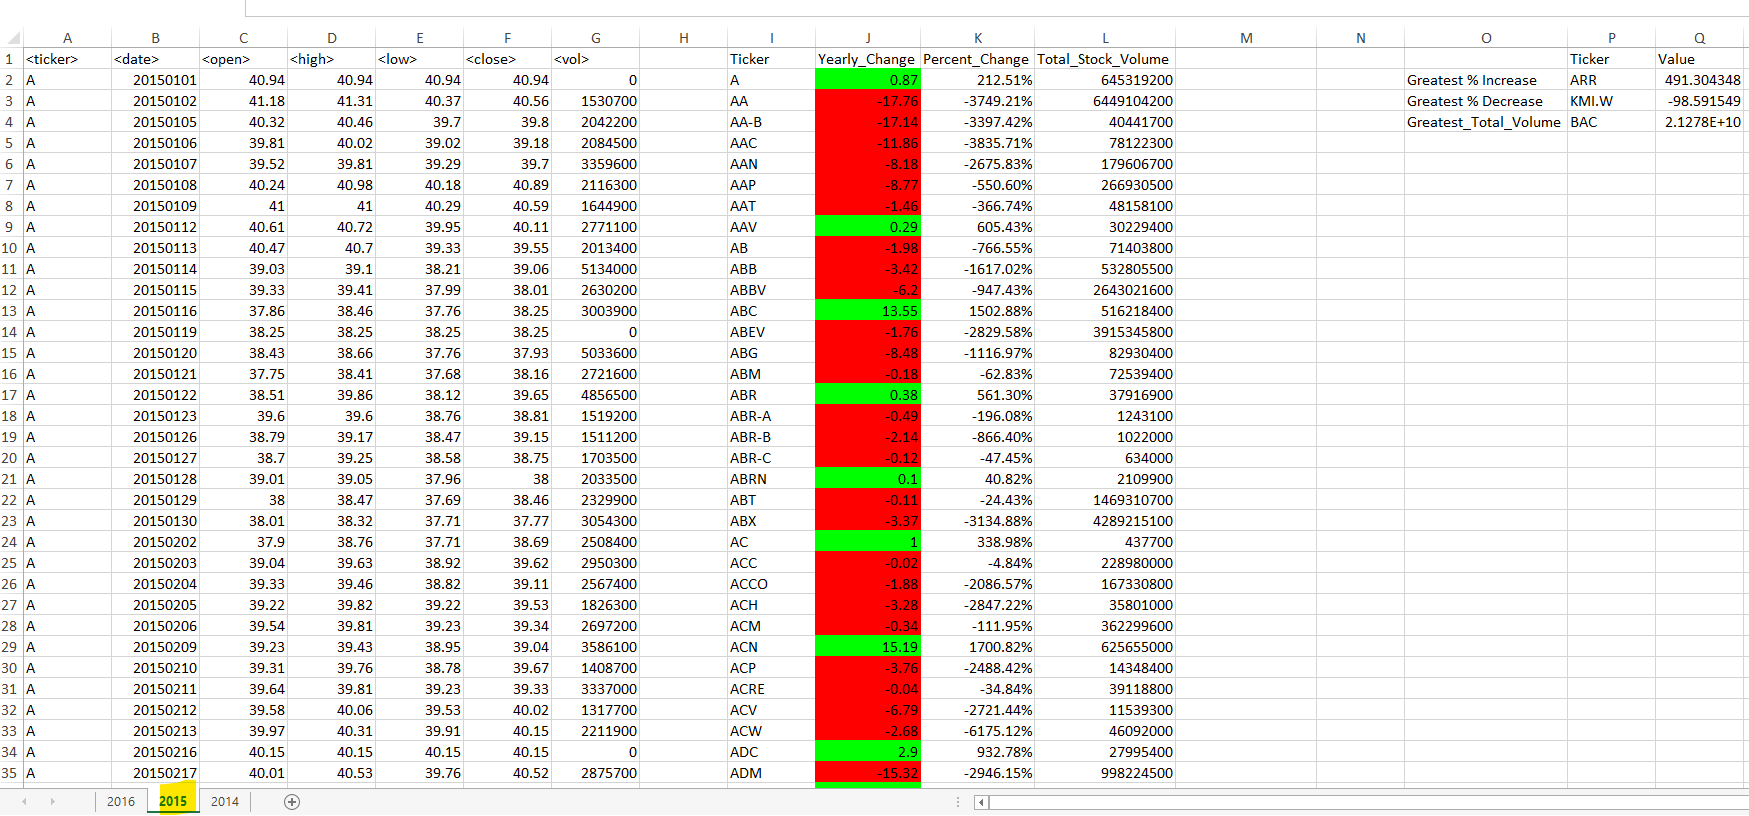 A B C D E F G H I J K L M N O P Q
1 <ticker> <date> <open> <high> <low> <close> <vol> Ticker Yearly_Change Percent_Change Total_Stock_Volume Ticker Value
2 A 20150101 40.94 40.94 40.94 40.94 0 A 0.87 212.51% 645319200 Greatest % Increase ARR 491.304348
3 A 20150102 41.18 41.31 40.37 40.56 1530700 AA -17.76 -3749.21% 6449104200 Greatest % Decrease KMI.W -98.591549
4 A 20150105 40.32 40.46 39.7 39.8 2042200 AA-B -17.14 -3397.42% 40441700 Greatest_Total_Volume BAC 2.1278E+10
5 A 20150106 39.81 40.02 39.02 39.18 2084500 AAC -11.86 -3835.71% 78122300
6 A 20150107 39.52 39.81 39.29 39.7 3359600 AAN -8.18 -2675.83% 179606700
7 A 20150108 40.24 40.98 40.18 40.89 2116300 AAP -8.77 -550.60% 266930500
8 A 20150109 41 41 40.29 40.59 1644900 AAT -1.46 -366.74% 48158100
9 A 20150112 40.61 40.72 39.95 40.11 2771100 AAV 0.29 605.43% 30229400
10 A 20150113 40.47 40.7 39.33 39.55 2013400 AB -1.98 -766.55% 71403800
11 A 20150114 39.03 39.1 38.21 39.06 5134000 ABB -3.42 -1617.02% 532805500
12 A 20150115 39.33 39.41 37.99 38.01 2630200 ABBV -6.2 -947.43% 2643021600
13 A 20150116 37.86 38.46 37.76 38.25 3003900 ABC 13.55 1502.88% 516218400
14 A 20150119 38.25 38.25 38.25 38.25 0 ABEV -1.76 -2829.58% 3915345800
15 A 20150120 38.43 38.66 37.76 37.93 5033600 ABG -8.48 -1116.97% 82930400
16 A 20150121 37.75 38.41 37.68 38.16 2721600 ABM -0.18 -62.83% 72539400
17 A 20150122 38.51 39.86 38.12 39.65 4856500 ABR 0.38 561.30% 37916900
18 A 20150123 39.6 39.6 38.76 38.81 1519200 ABR-A -0.49 -196.08% 1243100
19 A 20150126 38.79 39.17 38.47 39.15 1511200 ABR-B -2.14 -866.40% 1022000
20 A 20150127 38.7 39.25 38.58 38.75 1703500 ABR-C -0.12 -47.45% 634000
21 A 20150128 39.01 39.05 37.96 38 2033500 ABRN 0.1 40.82% 2109900
22 A 20150129 38 38.47 37.69 38.46 2329900 ABT -0.11 -24.43% 1469310700
23 A 20150130 38.01 38.32 37.71 37.77 3054300 ABX -3.37 -3134.88% 4289215100
24 A 20150202 37.9 38.76 37.71 38.69 2508400 AC 1 338.98% 437700
25 A 20150203 39.04 39.63 38.92 39.62 2950300 ACC -0.02 -4.84% 228980000
26 A 20150204 39.33 39.46 38.82 39.11 2567400 ACCO -1.88 -2086.57% 167330800
27 A 20150205 39.22 39.82 39.22 39.53 1826300 ACH -3.28 -2847.22% 35801000
28 A 20150206 39.54 39.81 39.23 39.34 2697200 ACM -0.34 -111.95% 362299600
29 A 20150209 39.23 39.43 38.95 39.04 3586100 ACN 15.19 1700.82% 625655000
30 A 20150210 39.31 39.76 38.78 39.67 1408700 ACP -3.76 -2488.42% 14348400
31 A 20150211 39.64 39.81 39.23 39.33 3337000 ACRE -0.04 -34.84% 39118800
32 A 20150212 39.58 40.06 39.53 40.02 1317700 ACV -6.79 -2721.44% 11539300
33 A 20150213 39.97 40.31 39.91 40.15 2211900 ACW -2.68 -6175.12% 46092000
34 A 20150216 40.15 40.15 40.15 40.15 0 ADC 2.9 932.78% 27995400
35 A 20150217 40.01 40.53 39.76 40.52 2875700 ADM -15.32 -2946.15% 998224500
2016 2015 2014